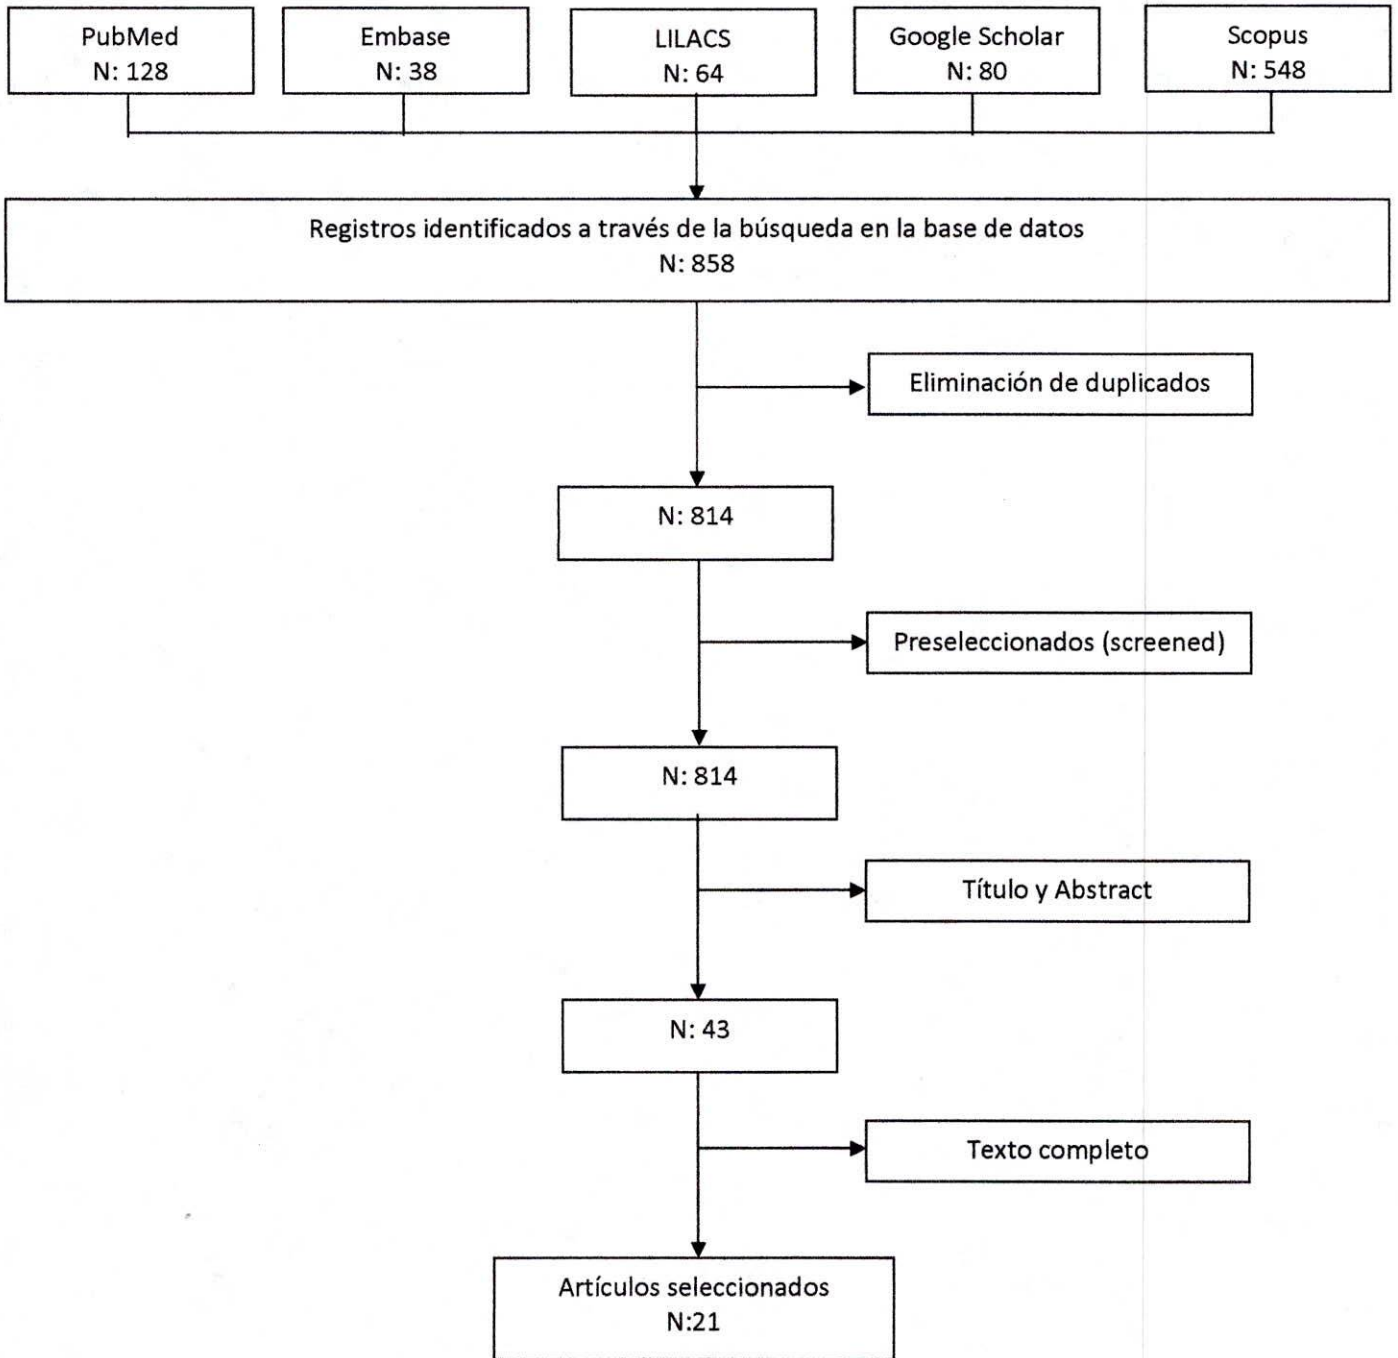 PubMed
N: 128
Embase
N: 38
LILACS
N: 64
Google Scholar
N: 80
Scopus
N: 548
Registros identificados a través de la búsqueda en la base de datos
N: 858
Eliminación de duplicados
N: 814
Preseleccionados (screened)
N: 814
Título y Abstract
N: 43
Texto completo
Artículos seleccionados
N:21